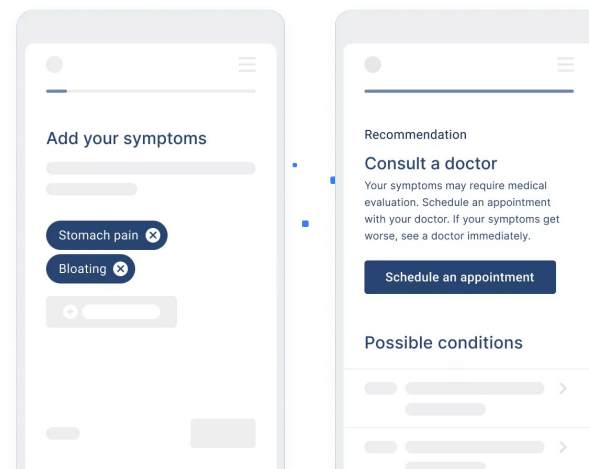 Add your symptoms
Stomach pain
Bloating
Recommendation
Consult a doctor
Your symptoms may require medical
evaluation. Schedule an appointment
with your doctor. If your symptoms get
worse, see a doctor immediately.
Schedule an appointment
Possible conditions